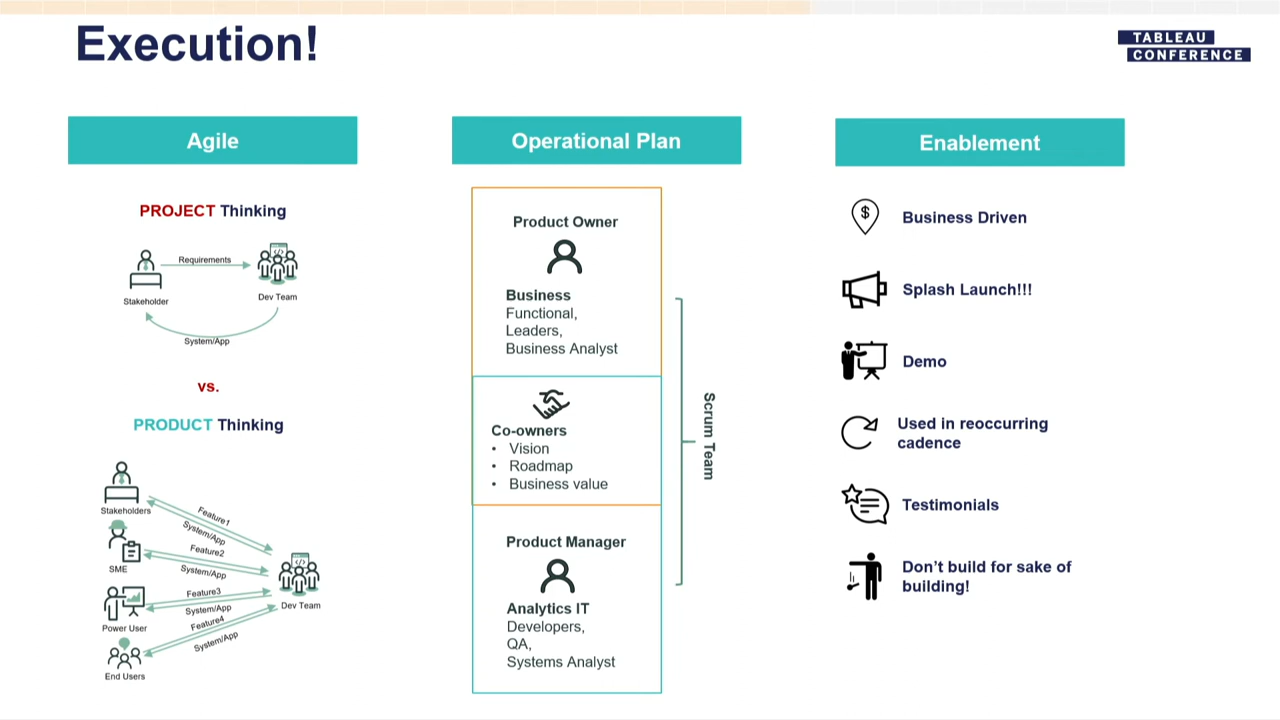 Execution!
TABLEAU
CONFERENCE
Agile
PROJECT Thinking
Requirements
Stakeholder
Dev Team
System/App
vs.
PRODUCT Thinking
Stakeholders
Feature1
System/App
SME
Feature2
System/App
Power User
Feature3
System/App
Feature4
System/App
Dev Team
End Users
Operational Plan
Product Owner
Business
Functional,
Leaders,
Business Analyst
Co-owners
• Vision
• Roadmap
• Business value
Product Manager
Analytics IT
Developers,
QA,
Systems Analyst
Scrum Team
Enablement
$
Business Driven
Splash Launch!!!
Demo
Used in reoccurring
cadence
Testimonials
Don’t build for sake of
building!